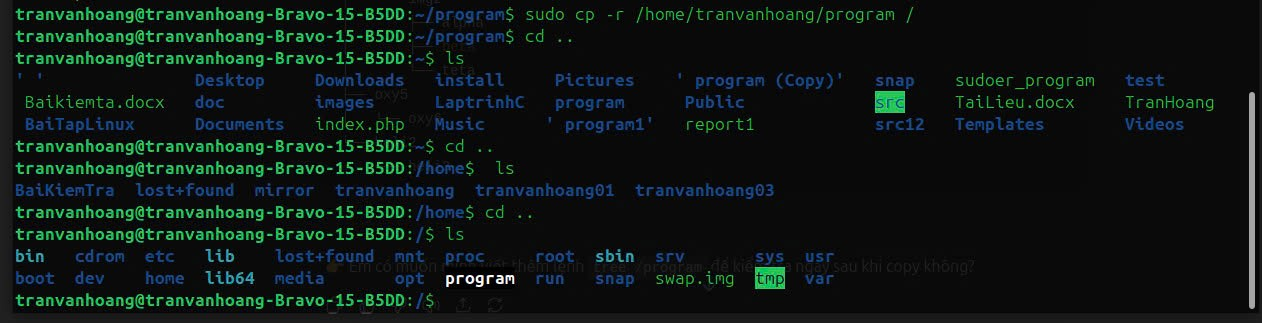 tranvanhoang@tranvanhoang-Bravo-15-B5DD:~/program$ sudo cp -r /home/tranvanhoang/program /
tranvanhoang@tranvanhoang-Bravo-15-B5DD:~/program$ cd ..
tranvanhoang@tranvanhoang-Bravo-15-B5DD:~$ ls
' ' Desktop Downloads install Pictures ' program (Copy)' snap sudoer_program test
Baikiemta.docx doc images LaptrinhC program Public src TaiLieu.docx TranHoang
BaiTapLinux Documents index.php Music ' program1' report1 src12 Templates Videos
tranvanhoang@tranvanhoang-Bravo-15-B5DD:~$ cd ..
tranvanhoang@tranvanhoang-Bravo-15-B5DD:/home$ ls
BaiKiemTra lost+found mirror tranvanhoang tranvanhoang01 tranvanhoang03
tranvanhoang@tranvanhoang-Bravo-15-B5DD:/home$ cd ..
tranvanhoang@tranvanhoang-Bravo-15-B5DD:/$ ls
bin cdrom etc lib lost+found mnt proc root sbin srv sys usr
boot dev home lib64 media opt program run snap swap.img tmp var
tranvanhoang@tranvanhoang-Bravo-15-B5DD:/$